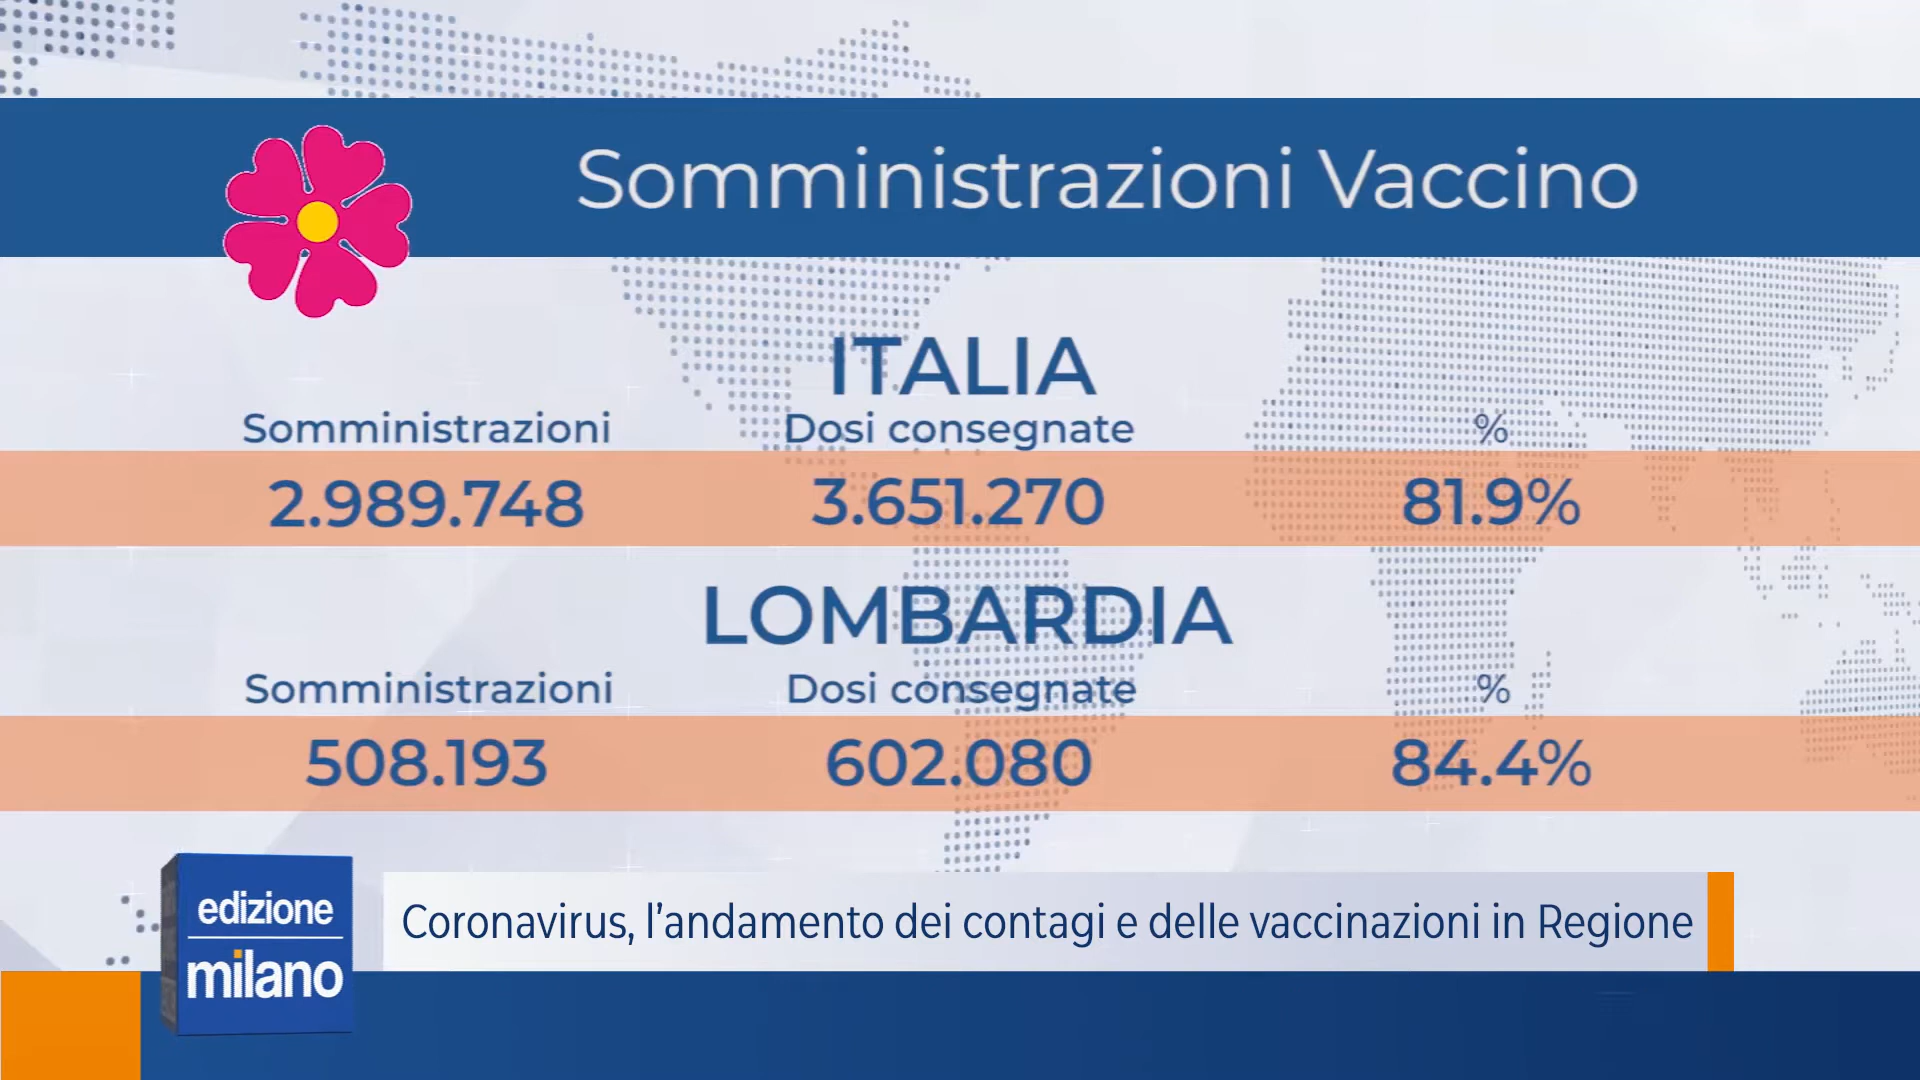 Somministrazioni Vaccino
ITALIA
Somministrazioni Dosi consegnate %
2.989.748 3.651.270 81.9%
LOMBARDIA
Somministrazioni Dosi consegnate %
508.193 602.080 84.4%
edizione
milano
Coronavirus, l'andamento dei contagi e delle vaccinazioni in Regione